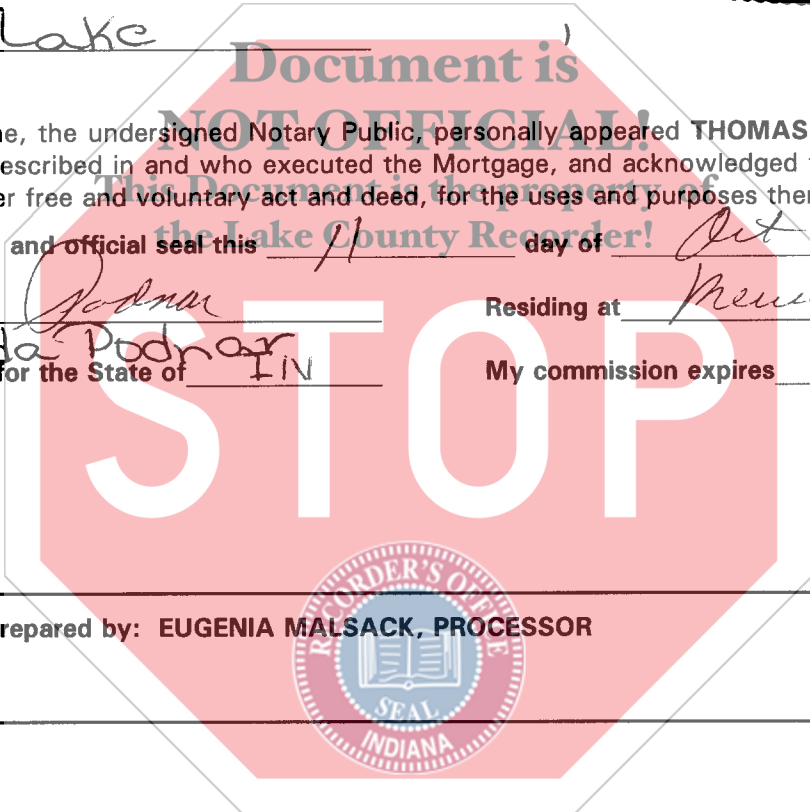 Lake
Document is
NOT OFFICIAL!
e, the undersigned Notary Public, personally appeared THOMAS
escribed in and who executed the Mortgage, and acknowledged
er free and voluntary act and deed, for the uses and purposes ther
This Document is the property of
the Lake County Recorder!
and official seal this 11 day of Oct
Podnar
Residing at
da Podnar
for the State of IN
My commission expires
STOP
RECORDER'S OFFICE
repared by: EUGENIA MALSACK, PROCESSOR
SEAL
INDIANA